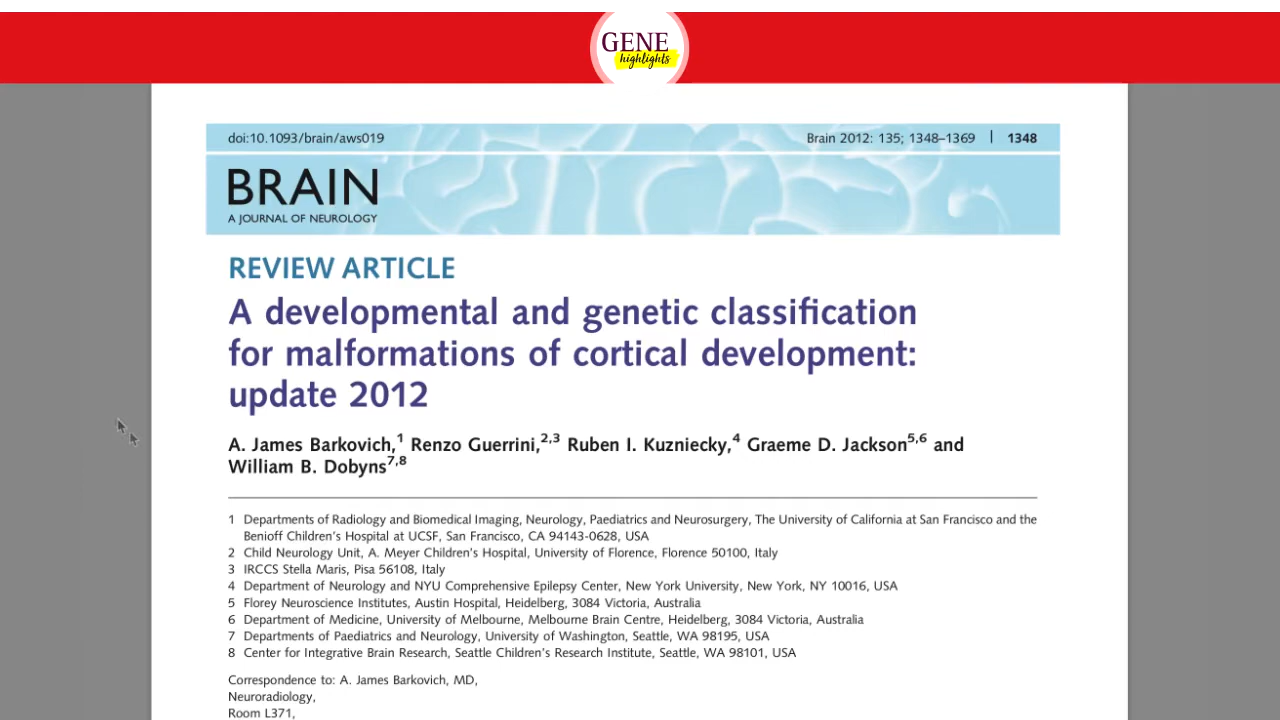 GENE
highlights
doi:10.1093/brain/aws019 Brain 2012: 135; 1348–1369 | 1348
BRAIN
A JOURNAL OF NEUROLOGY
REVIEW ARTICLE
A developmental and genetic classification
for malformations of cortical development:
update 2012
A. James Barkovich,1 Renzo Guerrini,2,3 Ruben I. Kuzniecky,4 Graeme D. Jackson5,6 and
William B. Dobyns7,8
1 Departments of Radiology and Biomedical Imaging, Neurology, Paediatrics and Neurosurgery, The University of California at San Francisco and the
Benioff Children's Hospital at UCSF, San Francisco, CA 94143-0628, USA
2 Child Neurology Unit, A. Meyer Children's Hospital, University of Florence, Florence 50100, Italy
3 IRCCS Stella Maris, Pisa 56108, Italy
4 Department of Neurology and NYU Comprehensive Epilepsy Center, New York University, New York, NY 10016, USA
5 Florey Neuroscience Institutes, Austin Hospital, Heidelberg, 3084 Victoria, Australia
6 Department of Medicine, University of Melbourne, Melbourne Brain Centre, Heidelberg, 3084 Victoria, Australia
7 Departments of Paediatrics and Neurology, University of Washington, Seattle, WA 98195, USA
8 Center for Integrative Brain Research, Seattle Children's Research Institute, Seattle, WA 98101, USA
Correspondence to: A. James Barkovich, MD,
Neuroradiology,
Room L371,